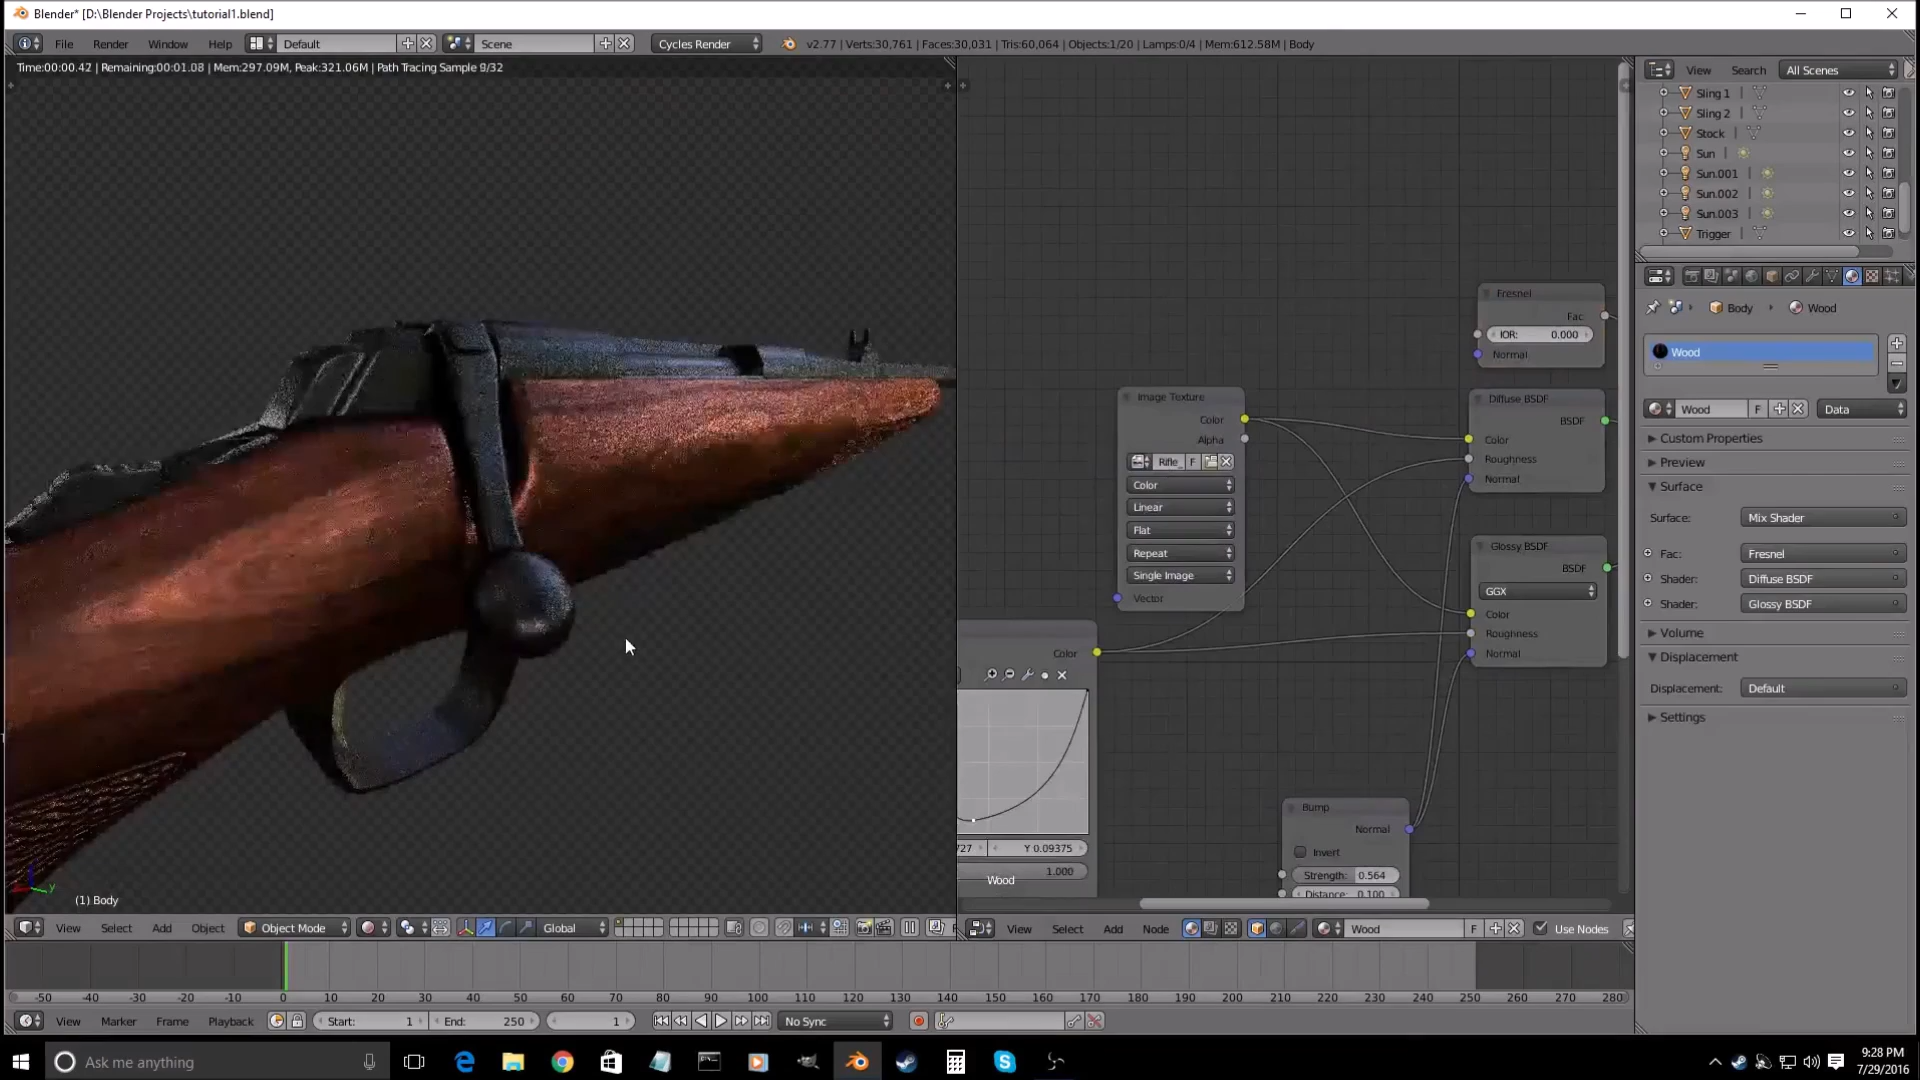 Blender* [D:\Blender Projects\tutorial1.blend]
File Render Window Help Default Scene Cycles Render v2.77 | Verts:30,761 | Faces:30,031 | Tris:60,064 | Objects:1/20 | Lamps:0/4 | Mem:612.58M | Body
Time:00:00.42 | Remaining:00:01.08 | Mem:297.09M, Peak:321.06M | Path Tracing Sample 9/32
View Search All Scenes
Sling 1
Sling 2
Stock
Sun
Sun.001
Sun.002
Sun.003
Trigger
Body Wood
Wood
Wood F Data
Custom Properties
Preview
Surface
Surface: Mix Shader
Fac: Fresnel
Shader: Diffuse BSDF
Shader: Glossy BSDF
Volume
Displacement
Displacement: Default
Settings
Fresnel
Fac
IOR: 0.000
Normal
Image Texture
Color
Alpha
Rifle_ F
Color
Linear
Flat
Repeat
Single Image
Vector
Diffuse BSDF
BSDF
Color
Roughness
Normal
Glossy BSDF
BSDF
GGX
Color
Roughness
Normal
Color
727 Y 0.09375
1.000
Wood
Bump
Normal
Invert
Strength: 0.564
Distance: 0.100
(1) Body
View Select Add Object Object Mode Global
View Select Add Node Wood F Use Nodes
-50 -40 -30 -20 -10 0 10 20 30 40 50 60 70 80 90 100 110 120 130 140 150 160 170 180 190 200 210 220 230 240 250 260 270 280
View Marker Frame Playback Start: 1 End: 250 1 No Sync
Ask me anything
9:28 PM
7/29/2016